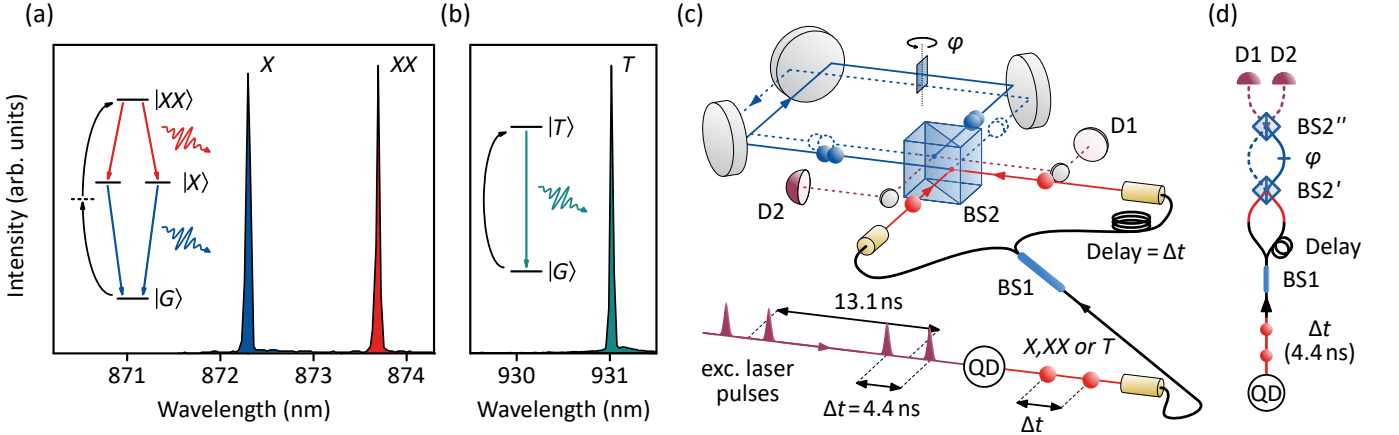 (a)
Intensity (arb. units)
X
XX
|XX⟩
|X⟩
|G⟩
871
872
873
874
Wavelength (nm)
(b)
T
|T⟩
|G⟩
930
931
Wavelength (nm)
(c)
φ
D1
D2
BS2
Delay = Δt
BS1
13.1 ns
exc. laser
pulses
Δt = 4.4 ns
QD
X,XX or T
Δt
(d)
D1 D2
BS2″
φ
BS2′
Delay
BS1
Δt
(4.4 ns)
QD